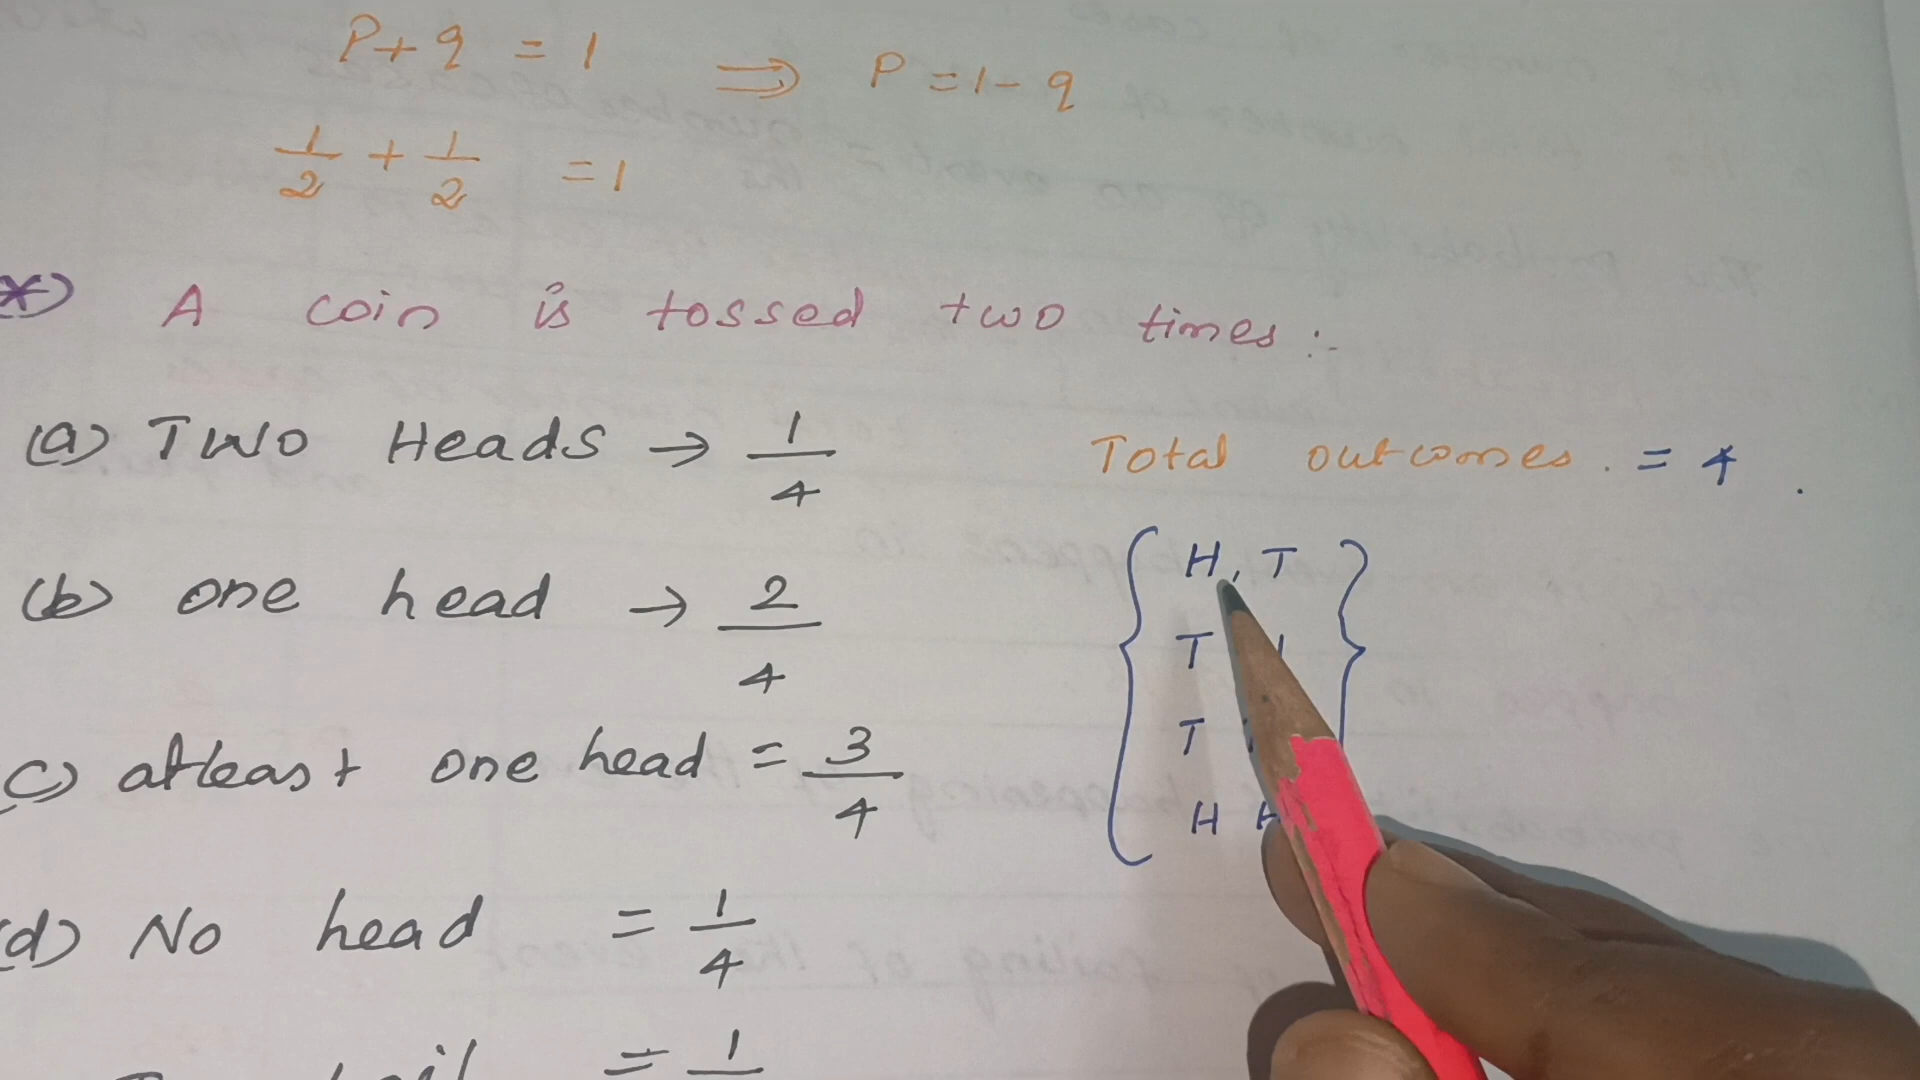 P+q = 1 ⇒ P = 1-q
1/2 + 1/2 = 1
*) A coin is tossed two times :-
(a) Two Heads → 1/4
Total outcomes. = 4.
(b) one head → 2/4
c) atleast one head = 3/4
(d) No head = 1/4
= 1
{ H, T
T
T
H H }